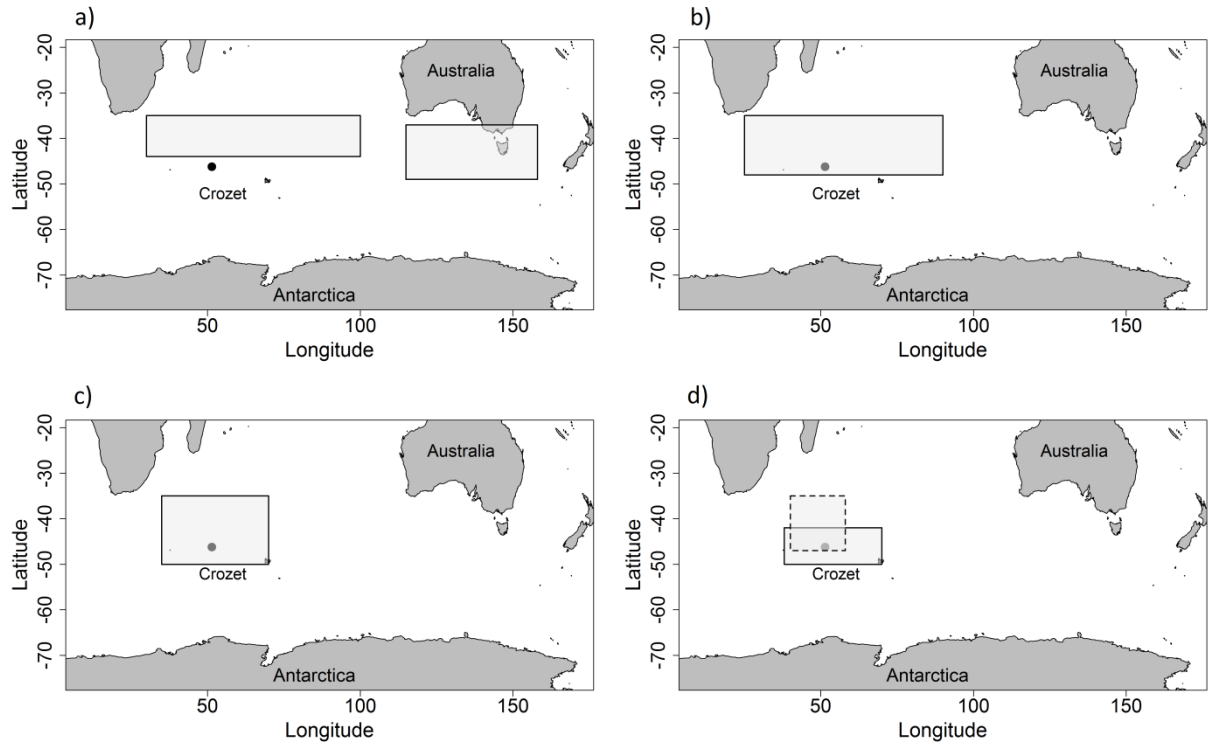 a)
Latitude
-20
-30
-40
-50
-60
-70
Australia
Crozet
Antarctica
50
100
150
Longitude
b)
Latitude
-20
-30
-40
-50
-60
-70
Australia
Crozet
Antarctica
50
100
150
Longitude
c)
Latitude
-20
-30
-40
-50
-60
-70
Australia
Crozet
Antarctica
50
100
150
Longitude
d)
Latitude
-20
-30
-40
-50
-60
-70
Australia
Crozet
Antarctica
50
100
150
Longitude